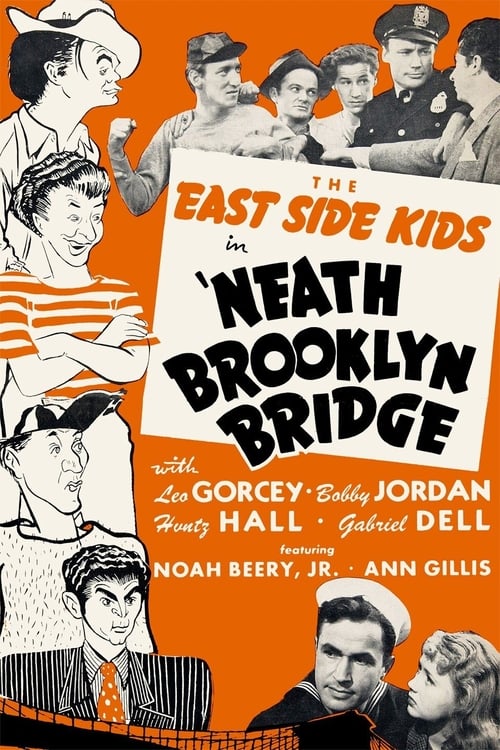 THE
EAST SIDE KIDS
in
'NEATH
BROOKLYN
BRIDGE
with
Leo GORCEY · Bobby JORDAN
Huntz HALL · Gabriel DELL
featuring
NOAH BEERY, JR. · ANN GILLIS